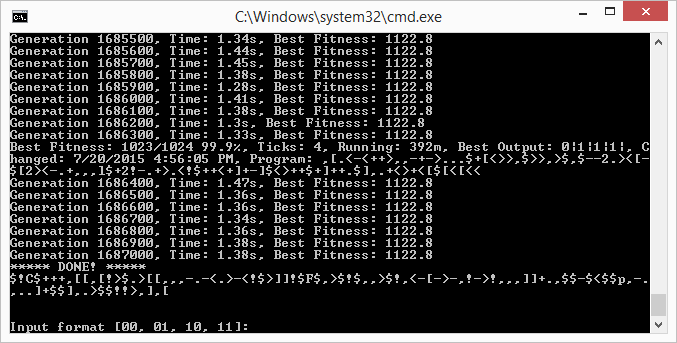 C:\Windows\system32\cmd.exe
Generation 1685500, Time: 1.34s, Best Fitness: 1122.8
Generation 1685600, Time: 1.44s, Best Fitness: 1122.8
Generation 1685700, Time: 1.45s, Best Fitness: 1122.8
Generation 1685800, Time: 1.38s, Best Fitness: 1122.8
Generation 1685900, Time: 1.28s, Best Fitness: 1122.8
Generation 1686000, Time: 1.41s, Best Fitness: 1122.8
Generation 1686100, Time: 1.38s, Best Fitness: 1122.8
Generation 1686200, Time: 1.3s, Best Fitness: 1122.8
Generation 1686300, Time: 1.33s, Best Fitness: 1122.8
Best Fitness: 1023/1024 99.9%, Ticks: 4, Running: 392m, Best Output: 0|1|1|1|, C
hanged: 7/20/2015 4:56:05 PM, Program: ,[.<-<++>,,-+->...$+[<>>,$>>,>$,$--2.><[-
$[2><-.+,,,]$+2!-.+>.<!$++<+]+-]$<>++$+]++.$],.+<>+<[$[<[<<
Generation 1686400, Time: 1.47s, Best Fitness: 1122.8
Generation 1686500, Time: 1.36s, Best Fitness: 1122.8
Generation 1686600, Time: 1.36s, Best Fitness: 1122.8
Generation 1686700, Time: 1.34s, Best Fitness: 1122.8
Generation 1686800, Time: 1.36s, Best Fitness: 1122.8
Generation 1686900, Time: 1.38s, Best Fitness: 1122.8
Generation 1687000, Time: 1.38s, Best Fitness: 1122.8
***** DONE! *****
$!C$+++,[[,[!>$.>[[,,,-.-<.>-<!$>]]!$F$,>$!$,,>$!,<-[->-,!->!,,,]]+.,$$-$<$$p,-.
,..]+$$],.>$$!!>,],[
Input format [00, 01, 10, 11]: